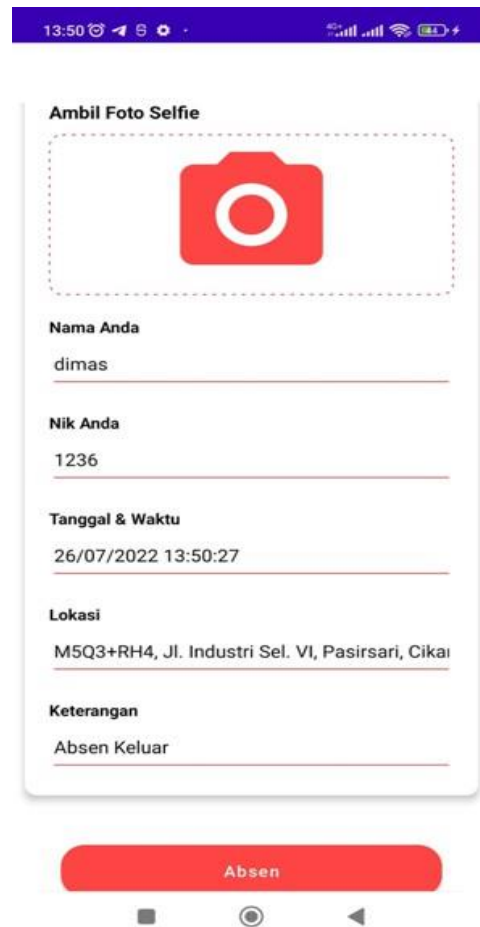 13:50
Ambil Foto Selfie
Nama Anda
dimas
Nik Anda
1236
Tanggal & Waktu
26/07/2022 13:50:27
Lokasi
M5Q3+RH4, Jl. Industri Sel. VI, Pasirsari, Cikar
Keterangan
Absen Keluar
Absen